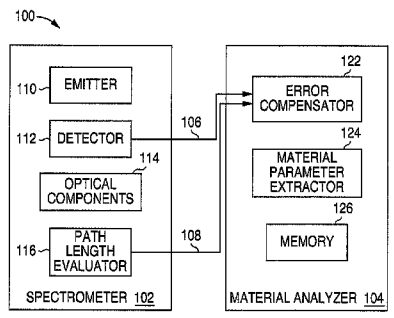 100
110
EMITTER
112
DETECTOR
106
114
OPTICAL
COMPONENTS
116
PATH
LENGTH
EVALUATOR
108
SPECTROMETER 102
122
ERROR
COMPENSATOR
124
MATERIAL
PARAMETER
EXTRACTOR
126
MEMORY
MATERIAL ANALYZER 104